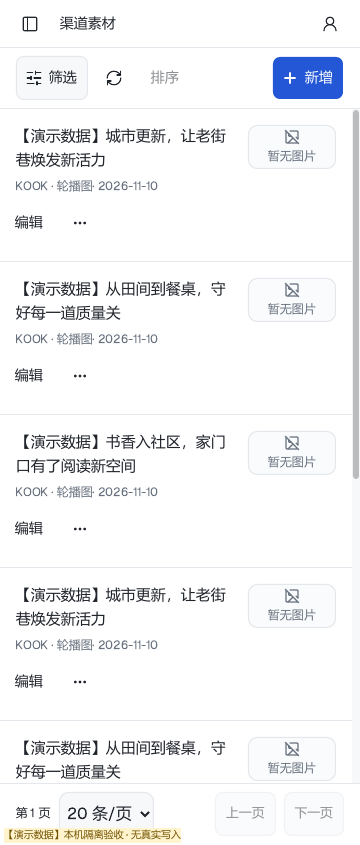 渠道素材
筛选
排序
新增
【演示数据】城市更新，让老街
巷焕发新活力
暂无图片
KOOK · 轮播图· 2026-11-10
编辑
【演示数据】从田间到餐桌，守
好每一道质量关
暂无图片
KOOK · 轮播图· 2026-11-10
编辑
【演示数据】书香入社区，家门
口有了阅读新空间
暂无图片
KOOK · 轮播图· 2026-11-10
编辑
【演示数据】城市更新，让老街
巷焕发新活力
暂无图片
KOOK · 轮播图· 2026-11-10
编辑
【演示数据】从田间到餐桌，守
好每一道质量关
暂无图片
第 1 页
20 条/页
上一页
下一页
【演示数据】本机隔离验收 · 无真实写入